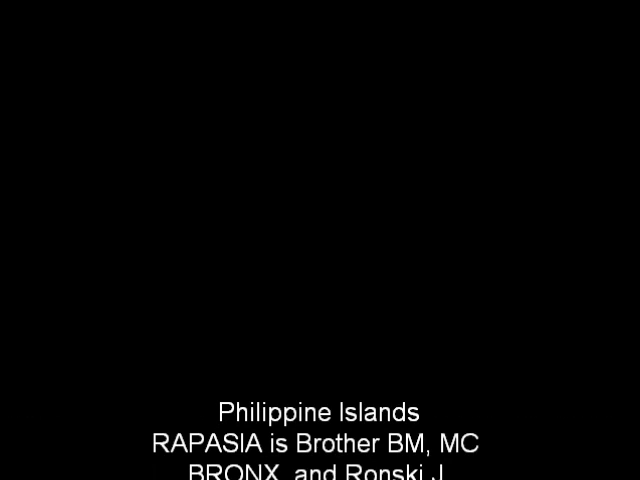 Philippine Islands
RAPASIA is Brother BM, MC
BRONX, and Ronski J